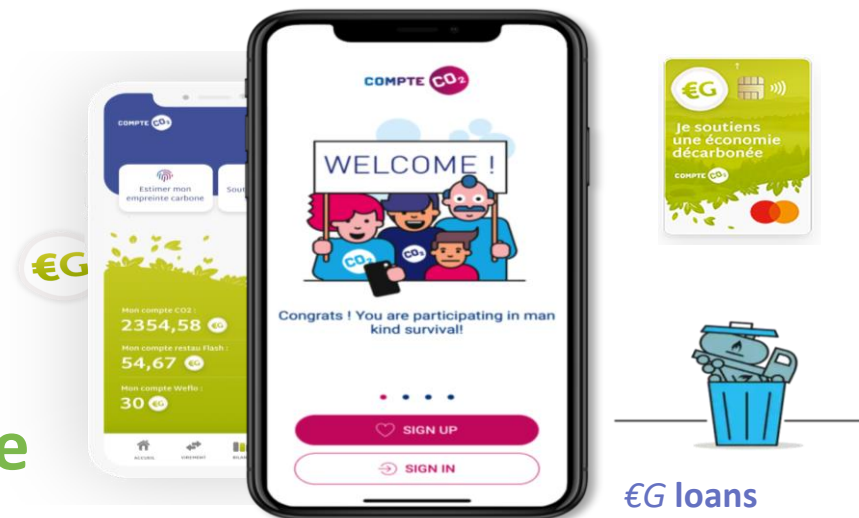 COMPTE CO2
WELCOME !
CO2
CO2
Congrats ! You are participating in man
kind survival!
SIGN UP
SIGN IN
COMPTE CO2
Estimer mon
empreinte carbone
Sout
€G
Mon compte CO2 :
2354,58 €G
Mon compte restau Flash :
54,67 €G
Mon compte Weflo :
30 €G
ACCUEIL
VIREMENT
e
€G
Je soutiens
une économie
décarbonée
COMPTE CO2
€G loans